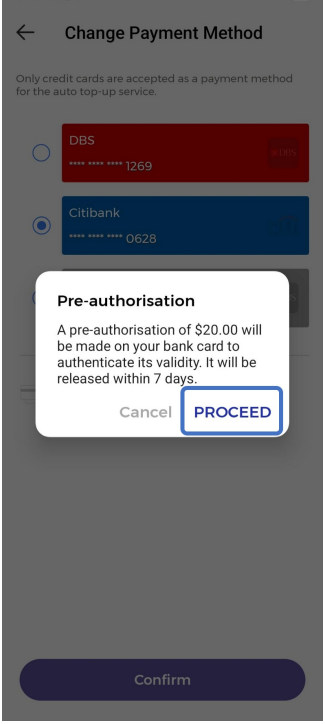 Change Payment Method
Only credit cards are accepted as a payment method
for the auto top-up service.
DBS
**** **** **** 1269
DBS
Citibank
**** **** **** 0628
Pre-authorisation
A pre-authorisation of $20.00 will
be made on your bank card to
authenticate its validity. It will be
released within 7 days.
Cancel PROCEED
Confirm